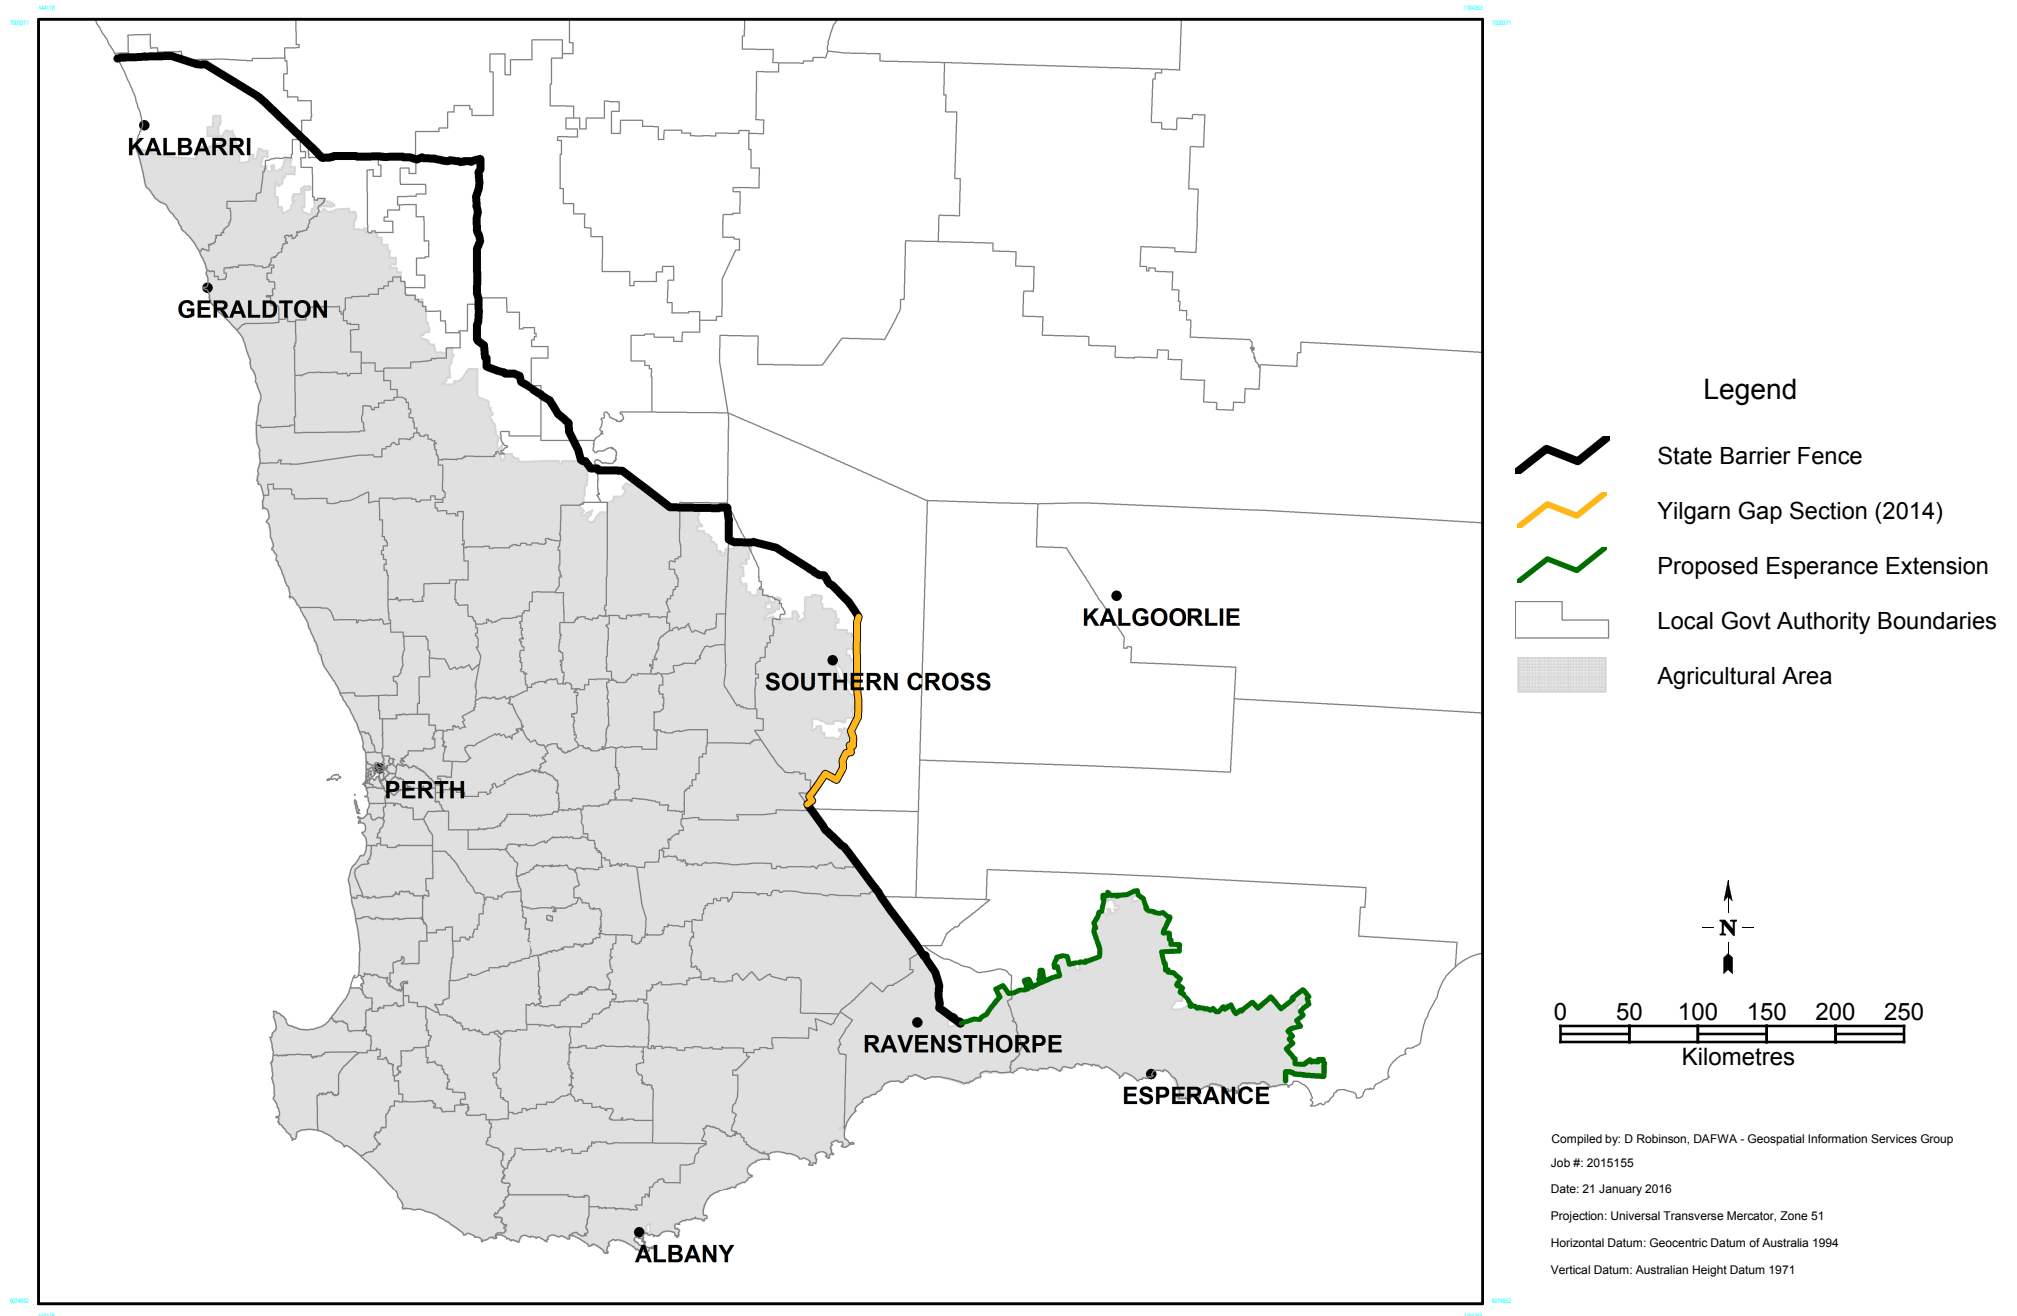 KALBARRI
GERALDTON
KALGOORLIE
SOUTHERN CROSS
PERTH
RAVENSTHORPE
ESPERANCE
ALBANY
Legend
State Barrier Fence
Yilgarn Gap Section (2014)
Proposed Esperance Extension
Local Govt Authority Boundaries
Agricultural Area
N
0 50 100 150 200 250
Kilometres
Compiled by: D Robinson, DAFWA - Geospatial Information Services Group
Job #: 2015155
Date: 21 January 2016
Projection: Universal Transverse Mercator, Zone 51
Horizontal Datum: Geocentric Datum of Australia 1994
Vertical Datum: Australian Height Datum 1971